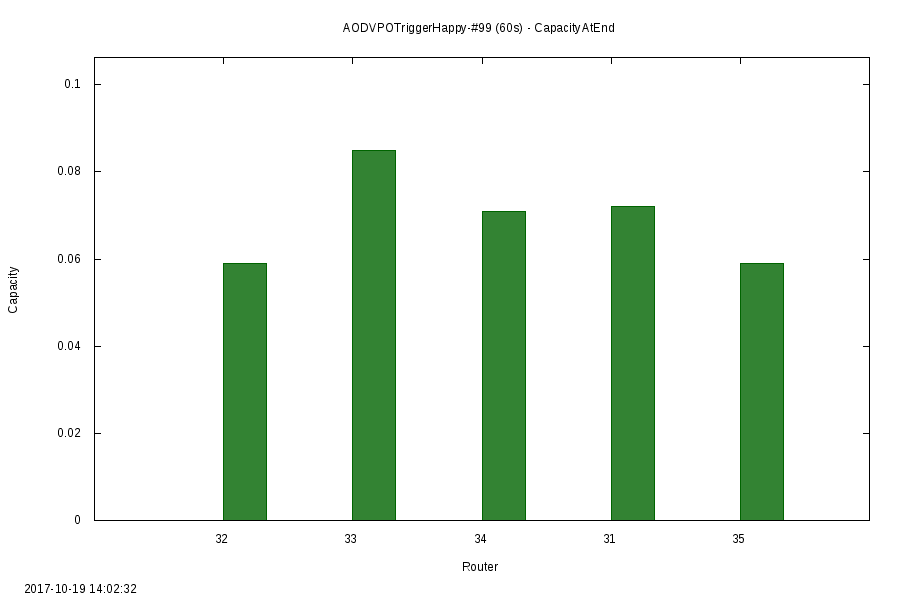 AODVPOTriggerHappy-#99 (60s) - CapacityAtEnd
0.1
0.08
0.06
0.04
0.02
0
Capacity
32 33 34 31 35
Router
2017-10-19 14:02:32